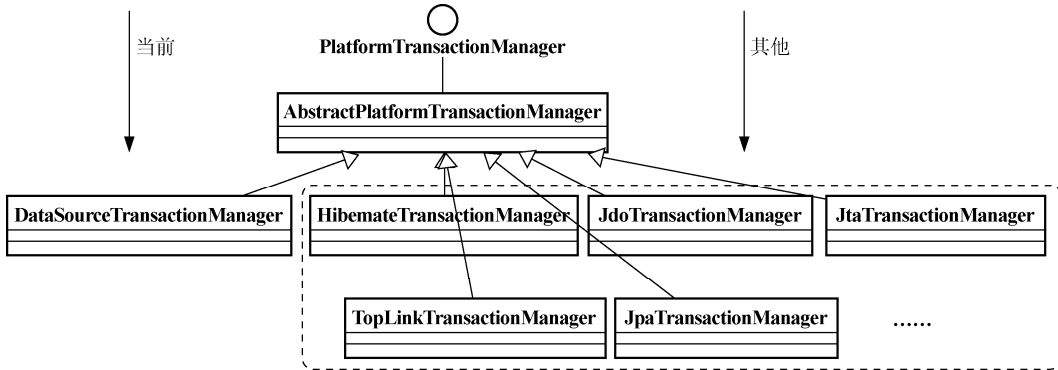 当前
其他
PlatformTransactionManager
AbstractPlatformTransactionManager
DataSourceTransactionManager
HibemateTransactionManager
JdoTransactionManager
JtaTransactionManager
TopLinkTransactionManager
JpaTransactionManager
……